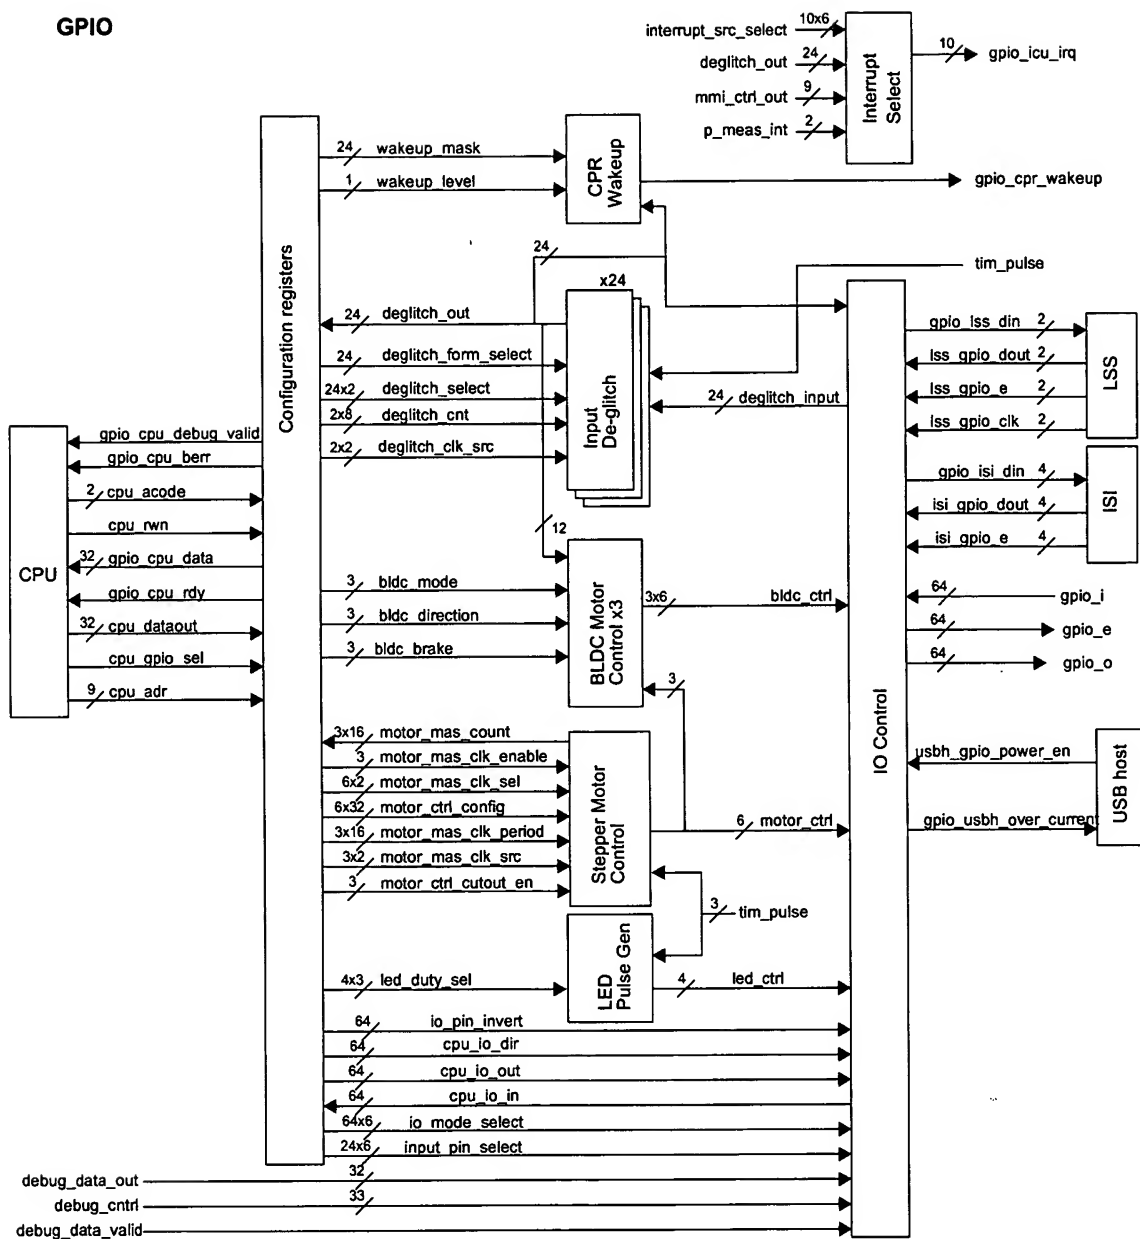 GPIO
interrupt_src_select 10x6
deglitch_out 24
mmi_ctrl_out 9
p_meas_int 2
Interrupt Select
10 gpio_icu_irq
Configuration registers
24 wakeup_mask
1 wakeup_level
CPR Wakeup
gpio_cpr_wakeup
24
x24
tim_pulse
24 deglitch_out
24 deglitch_form_select
24x2 deglitch_select
2x8 deglitch_cnt
2x2 deglitch_clk_src
Input De-glitch
24 deglitch_input
12
IO Control
gpio_lss_din 2
lss_gpio_dout 2
lss_gpio_e 2
lss_gpio_clk 2
LSS
gpio_isi_din 4
isi_gpio_dout 4
isi_gpio_e 4
ISI
CPU
gpio_cpu_debug_valid
gpio_cpu_berr
2 cpu_acode
cpu_rwn
32 gpio_cpu_data
gpio_cpu_rdy
32 cpu_dataout
cpu_gpio_sel
9 cpu_adr
3 bldc_mode
3 bldc_direction
3 bldc_brake
BLDC Motor Control x3
3x6 bldc_ctrl
3
64 gpio_i
64 gpio_e
64 gpio_o
3x16 motor_mas_count
3 motor_mas_clk_enable
6x2 motor_mas_clk_sel
6x32 motor_ctrl_config
3x16 motor_mas_clk_period
3x2 motor_mas_clk_src
3 motor_ctrl_cutout_en
Stepper Motor Control
6 motor_ctrl
usbh_gpio_power_en
gpio_usbh_over_current
USB host
3 tim_pulse
4x3 led_duty_sel
LED Pulse Gen
4 led_ctrl
64 io_pin_invert
64 cpu_io_dir
64 cpu_io_out
64 cpu_io_in
64x6 io_mode_select
24x6 input_pin_select
debug_data_out 32
debug_cntrl 33
debug_data_valid